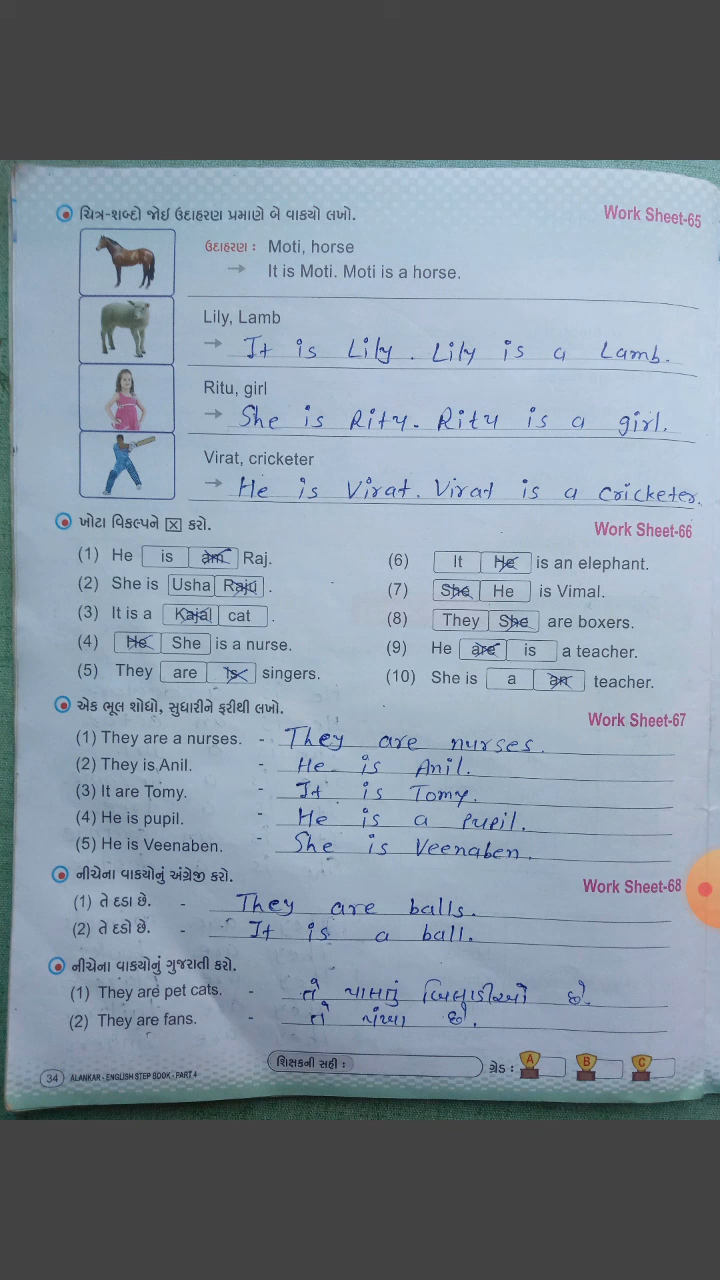 ચિત્ર-શબ્દો જોઈ ઉદાહરણ પ્રમાણે બે વાક્યો લખો. Work Sheet-65
ઉદાહરણ : Moti, horse
→ It is Moti. Moti is a horse.
Lily, Lamb
→ It is Lily. Lily is a Lamb.
Ritu, girl
→ She is Rity. Rity is a girl.
Virat, cricketer
→ He is Virat. Virat is a cricketer.
ખોટા વિકલ્પને ☒ કરો. Work Sheet-66
(1) He is am Raj.
(2) She is Usha Raju .
(3) It is a Kajal cat .
(4) He She is a nurse.
(5) They are is singers.
(6) It He is an elephant.
(7) She He is Vimal.
(8) They She are boxers.
(9) He are is a teacher.
(10) She is a an teacher.
એક ભૂલ શોધો, સુધારીને ફરીથી લખો. Work Sheet-67
(1) They are a nurses. - They are nurses.
(2) They is Anil. - He is Anil.
(3) It are Tomy. - It is Tomy.
(4) He is pupil. - He is a pupil.
(5) He is Veenaben. - She is Veenaben.
નીચેના વાક્યોનું અંગ્રેજી કરો. Work Sheet-68
(1) તે દડા છે. - They are balls.
(2) તે દડો છે. - It is a ball.
નીચેના વાક્યોનું ગુજરાતી કરો.
(1) They are pet cats. - તે પાલતું બિલાડીઓ છે.
(2) They are fans. - તે પંખા છે.
શિક્ષકની સહી : ગ્રેડ : A B C
34 ALANKAR - ENGLISH STEP BOOK - PART 4